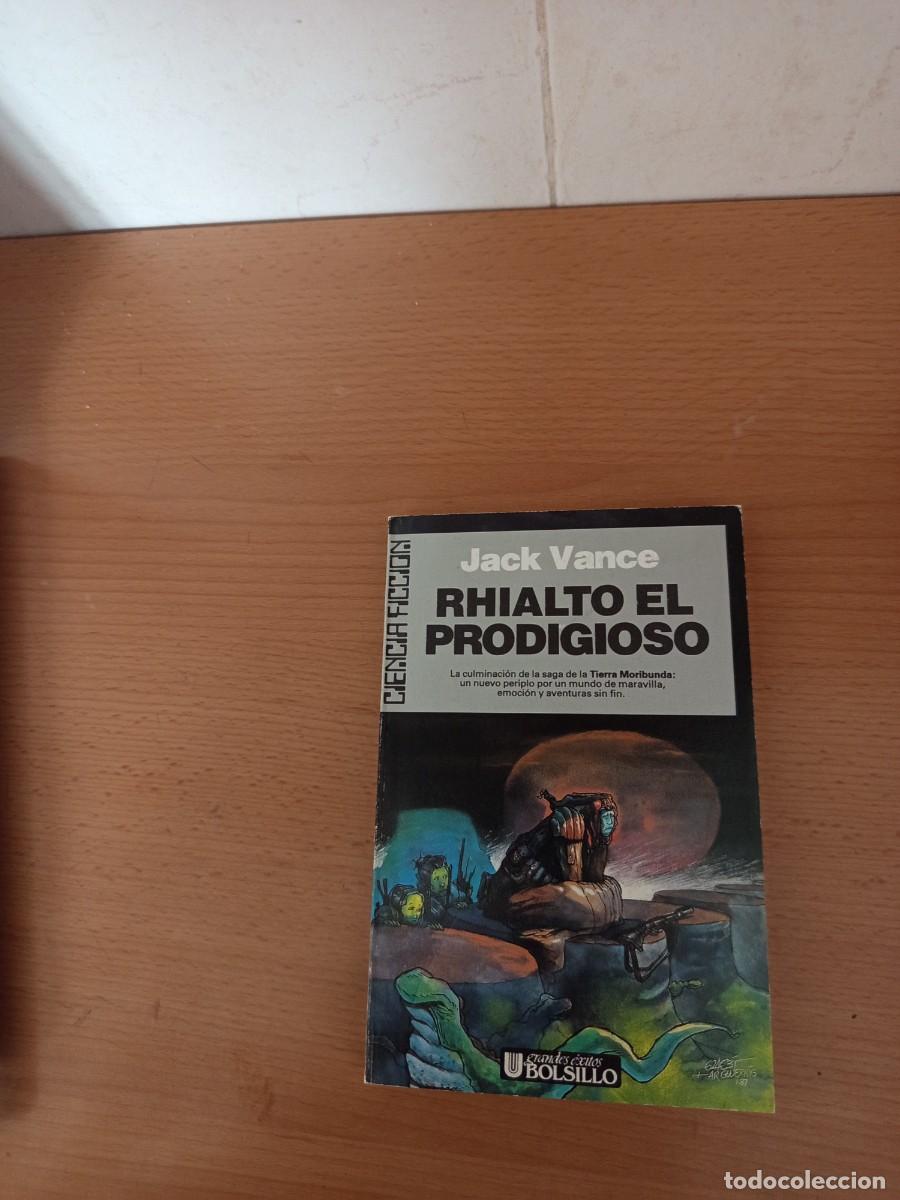 CIENCIA FICCION
Jack Vance
RHIALTO EL
PRODIGIOSO
La culminación de la saga de la Tierra Moribunda:
un nuevo periplo por un mundo de maravilla,
emoción y aventuras sin fin.
U grandes éxitos
BOLSILLO
87
todocoleccion